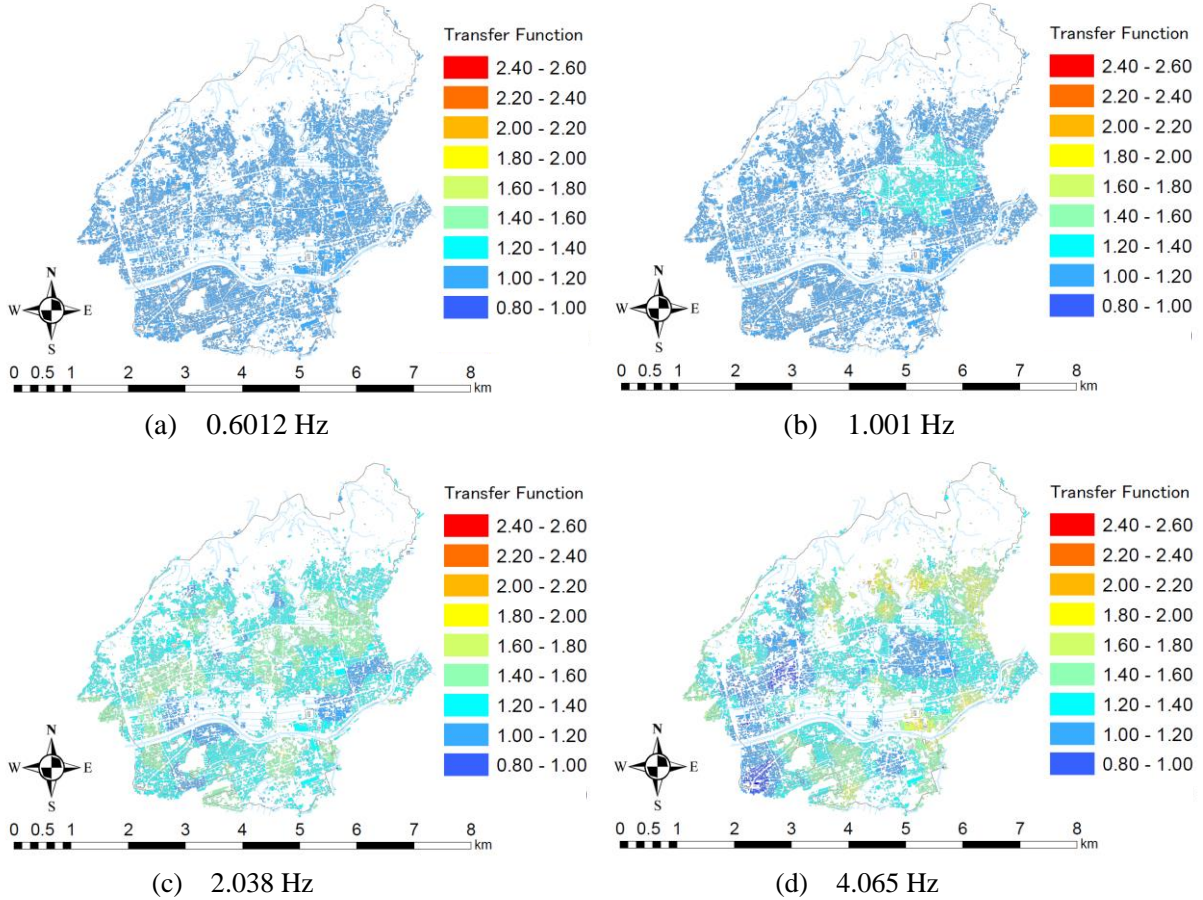 Transfer Function
2.40 - 2.60
2.20 - 2.40
2.00 - 2.20
1.80 - 2.00
1.60 - 1.80
1.40 - 1.60
1.20 - 1.40
1.00 - 1.20
0.80 - 1.00
N
W E
S
0 0.5 1 2 3 4 5 6 7 8
km
(a) 0.6012 Hz
Transfer Function
2.40 - 2.60
2.20 - 2.40
2.00 - 2.20
1.80 - 2.00
1.60 - 1.80
1.40 - 1.60
1.20 - 1.40
1.00 - 1.20
0.80 - 1.00
N
W E
S
0 0.5 1 2 3 4 5 6 7 8
km
(b) 1.001 Hz
Transfer Function
2.40 - 2.60
2.20 - 2.40
2.00 - 2.20
1.80 - 2.00
1.60 - 1.80
1.40 - 1.60
1.20 - 1.40
1.00 - 1.20
0.80 - 1.00
N
W E
S
0 0.5 1 2 3 4 5 6 7 8
km
(c) 2.038 Hz
Transfer Function
2.40 - 2.60
2.20 - 2.40
2.00 - 2.20
1.80 - 2.00
1.60 - 1.80
1.40 - 1.60
1.20 - 1.40
1.00 - 1.20
0.80 - 1.00
N
W E
S
0 0.5 1 2 3 4 5 6 7 8
km
(d) 4.065 Hz